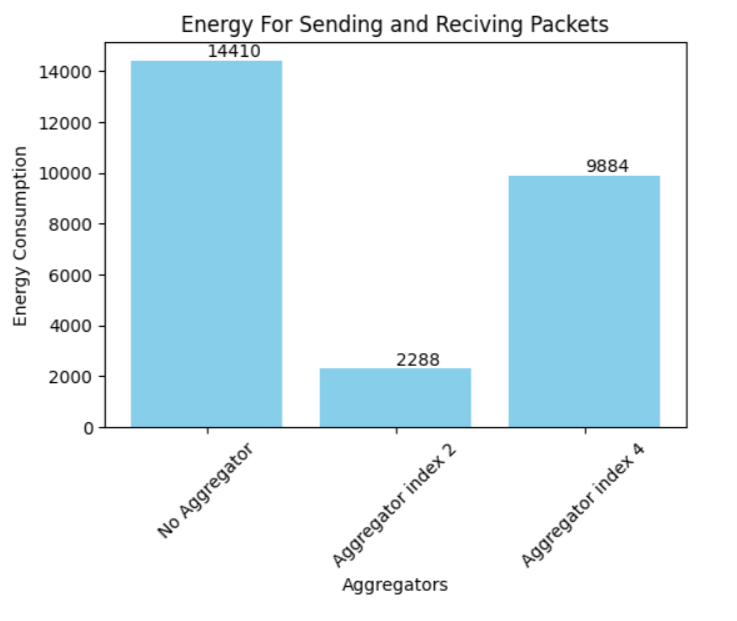 Energy For Sending and Reciving Packets
14410
14000
12000
10000
9884
8000
6000
4000
2288
2000
0
Energy Consumption
No Aggregator
Aggregator index 2
Aggregator index 4
Aggregators